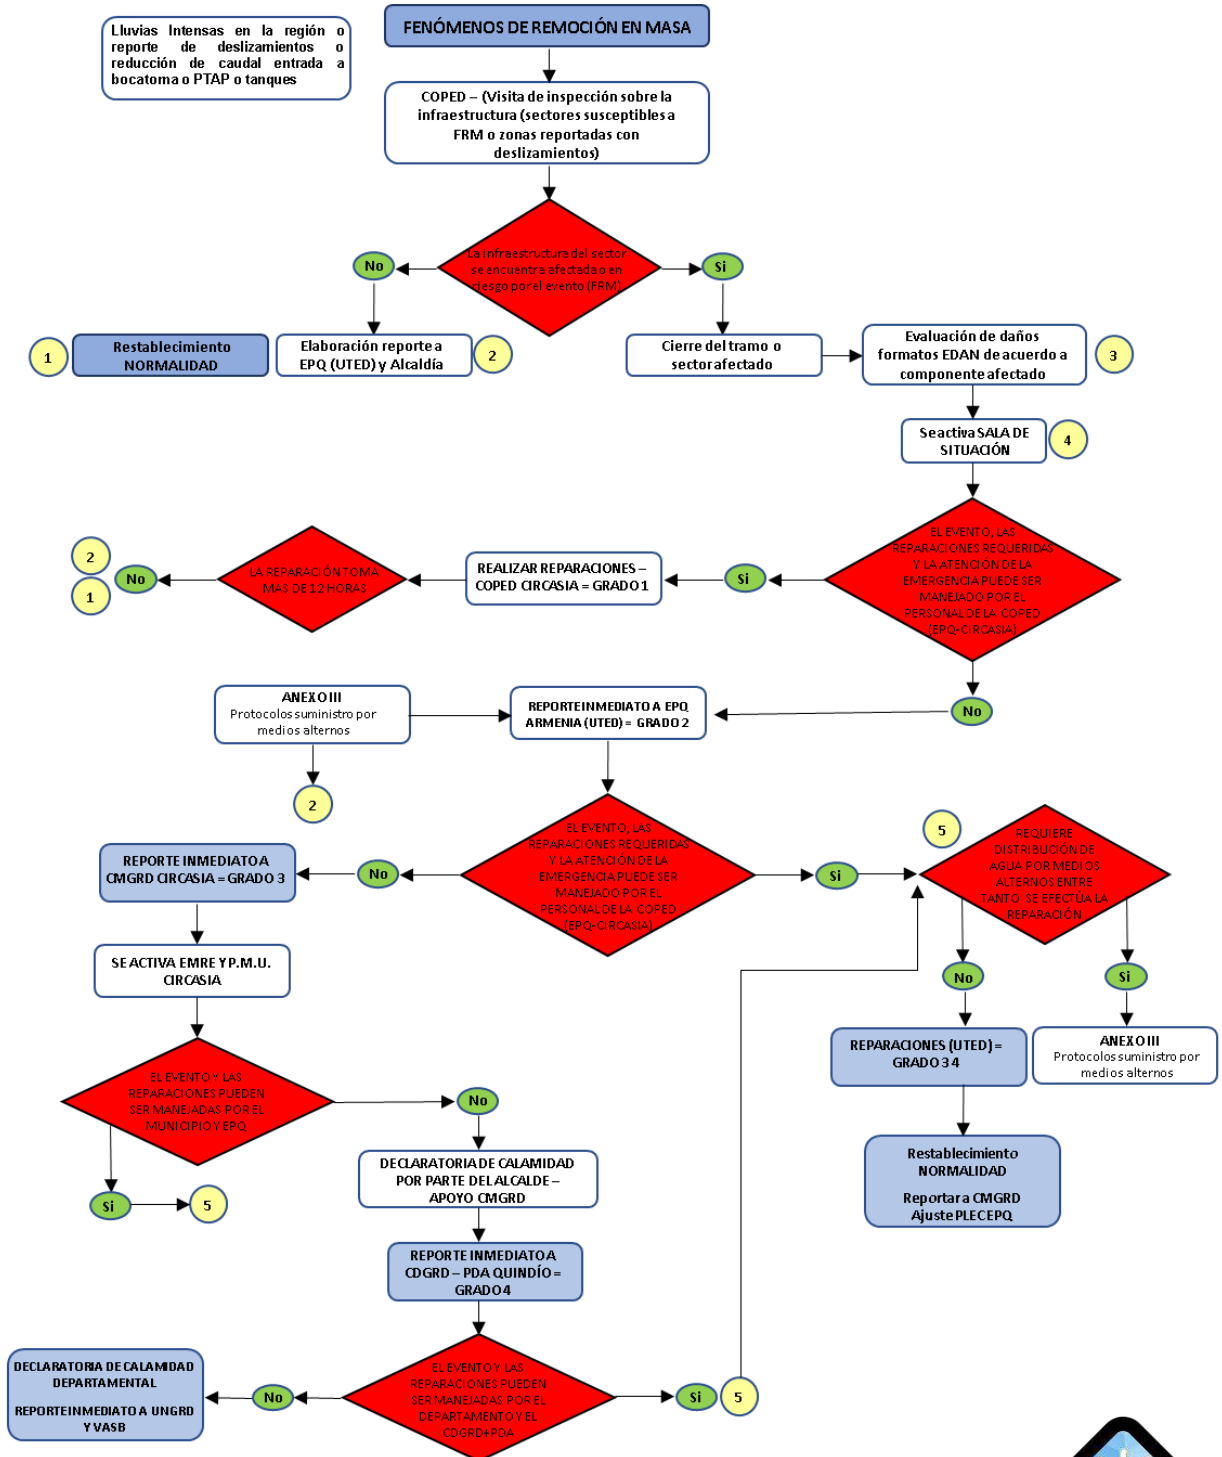 Lluvias Intensas en la región o
reporte de deslizamientos o
reducción de caudal entrada a
bocatoma o PTAP o tanques
FENÓMENOS DE REMOCIÓN EN MASA
COPED – (Visita de inspección sobre la
infraestructura (sectores susceptibles a
FRM o zonas reportadas con
deslizamientos)
La infraestructura del sector
se encuentra afectada o en
riesgo por el evento (FRM)
No
Si
1
Restablecimiento
NORMALIDAD
Elaboración reporte a
EPQ (UTED) y Alcaldía
2
Cierre del tramo o
sector afectado
Evaluación de daños
formatos EDAN de acuerdo a
componente afectado
3
Se activa SALA DE
SITUACIÓN
4
EL EVENTO, LAS
REPARACIONES REQUERIDAS
Y LA ATENCIÓN DE LA
EMERGENCIA PUEDE SER
MANEJADO POR EL
PERSONAL DE LA COPED
(EPQ-CIRCASIA)
Si
REALIZAR REPARACIONES –
COPED CIRCASIA = GRADO 1
LA REPARACIÓN TOMA
MAS DE 12 HORAS
No
2
1
No
ANEXO III
Protocolos suministro por
medios alternos
REPORTE INMEDIATO A EPQ
ARMENIA (UTED) = GRADO 2
2
EL EVENTO, LAS
REPARACIONES REQUERIDAS
Y LA ATENCIÓN DE LA
EMERGENCIA PUEDE SER
MANEJADO POR EL
PERSONAL DE LA COPED
(EPQ-CIRCASIA)
No
Si
REPORTE INMEDIATO A
CMGRD CIRCASIA = GRADO 3
5
REQUIERE
DISTRIBUCIÓN DE
AGUA POR MEDIOS
ALTERNOS ENTRE
TANTO SE EFECTÚA LA
REPARACIÓN
SE ACTIVA EMRE Y P.M.U.
CIRCASIA
No
Si
REPARACIONES (UTED) =
GRADO 3 4
ANEXO III
Protocolos suministro por
medios alternos
EL EVENTO Y LAS
REPARACIONES PUEDEN
SER MANEJADAS POR EL
MUNICIPIO Y EPQ
No
Si
5
DECLARATORIA DE CALAMIDAD
POR PARTE DEL ALCALDE –
APOYO CMGRD
Restablecimiento
NORMALIDAD
Reportar a CMGRD
Ajuste PLEC EPQ
REPORTE INMEDIATO A
CDGRD – PDA QUINDÍO =
GRADO 4
EL EVENTO Y LAS
REPARACIONES PUEDEN
SER MANEJADAS POR EL
DEPARTAMENTO Y EL
CDGRD+PDA
No
Si
5
DECLARATORIA DE CALAMIDAD
DEPARTAMENTAL
REPORTE INMEDIATO A UNGRD
Y VASB